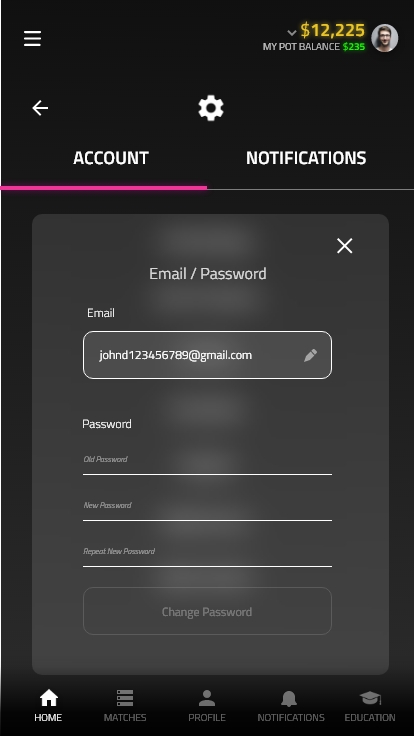 $12,225
MY POT BALANCE $235
ACCOUNT
NOTIFICATIONS
Email / Password
Email
johnd123456789@gmail.com
Password
Old Password
New Password
Repest New Password
Change Password
HOME
MATCHES
PROFILE
NOTIFICATIONS
EDUCATION